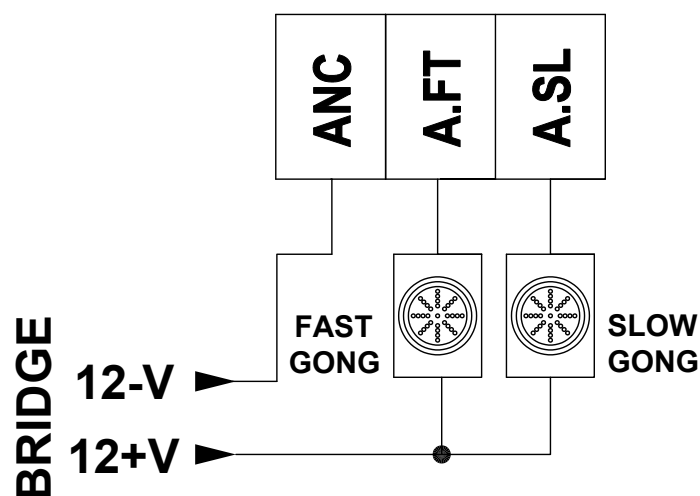 ANC
A.FT
A.SL
FAST
GONG
SLOW
GONG
BRIDGE
12-V
12+V